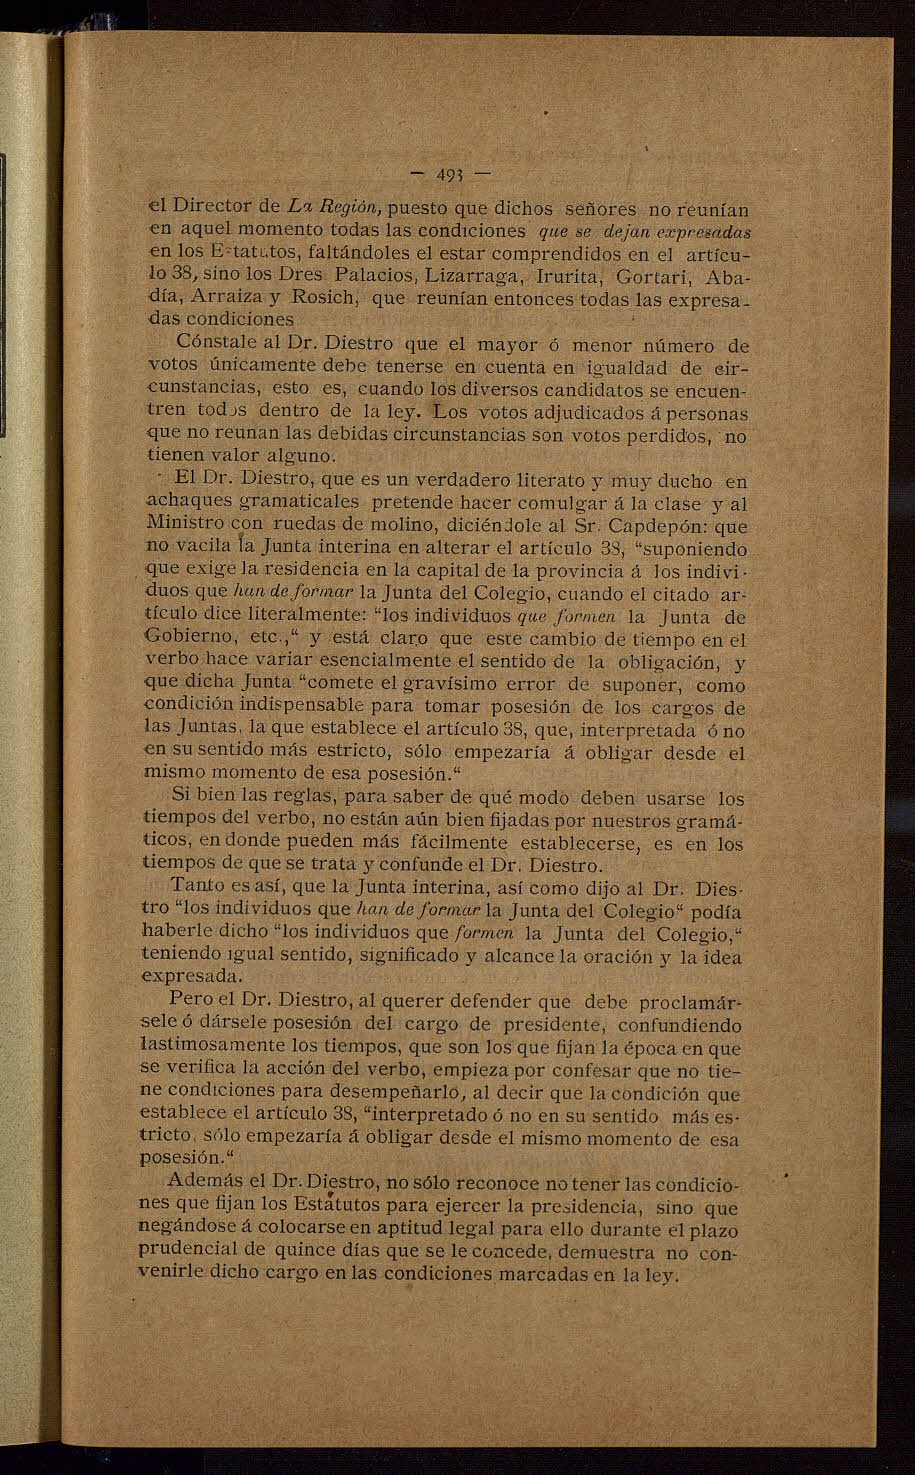 — 493 —
el Director de La Región, puesto que dichos señores no reunían
en aquel momento todas las condiciones que se dejan expresadas
en los Estatutos, faltándoles el estar comprendidos en el artícu-
lo 38, sino los Dres Palacios, Lizarraga, Irurita, Gortari, Aba-
día, Arraiza y Rosich, que reunían entonces todas las expresa-
das condiciones
Cónstale al Dr. Diestro que el mayor ó menor número de
votos únicamente debe tenerse en cuenta en igualdad de cir-
cunstancias, esto es, cuando los diversos candidatos se encuen-
tren todos dentro de la ley. Los votos adjudicados á personas
que no reunan las debidas circunstancias son votos perdidos, no
tienen valor alguno.
El Dr. Diestro, que es un verdadero literato y muy ducho en
achaques gramaticales pretende hacer comulgar á la clase y al
Ministro con ruedas de molino, diciéndole al Sr. Capdepón: que
no vacila la Junta interina en alterar el artículo 38, “suponiendo
que exige la residencia en la capital de la provincia á los indivi-
duos que han de formar la Junta del Colegio, cuando el citado ar-
tículo dice literalmente: “los individuos que formen la Junta de
Gobierno, etc.,“ y está claro que este cambio de tiempo en el
verbo hace variar esencialmente el sentido de la obligación, y
que dicha Junta “comete el gravísimo error de suponer, como
condición indispensable para tomar posesión de los cargos de
las Juntas, la que establece el artículo 38, que, interpretada ó no
en su sentido más estricto, sólo empezaría á obligar desde el
mismo momento de esa posesión.“
Si bien las reglas, para saber de qué modo deben usarse los
tiempos del verbo, no están aún bien fijadas por nuestros gramá-
ticos, en donde pueden más fácilmente establecerse, es en los
tiempos de que se trata y confunde el Dr. Diestro.
Tanto es así, que la Junta interina, así como dijo al Dr. Dies-
tro “los individuos que han de formar la Junta del Colegio“ podía
haberle dicho “los individuos que formen la Junta del Colegio,“
teniendo igual sentido, significado y alcance la oración y la idea
expresada.
Pero el Dr. Diestro, al querer defender que debe proclamár-
sele ó dársele posesión del cargo de presidente, confundiendo
lastimosamente los tiempos, que son los que fijan la época en que
se verifica la acción del verbo, empieza por confesar que no tie-
ne condiciones para desempeñarlo, al decir que la condición que
establece el artículo 38, “interpretado ó no en su sentido más es-
tricto, sólo empezaría á obligar desde el mismo momento de esa
posesión.“
Además el Dr. Diestro, no sólo reconoce no tener las condicio-
nes que fijan los Estatutos para ejercer la presidencia, sino que
negándose á colocarse en aptitud legal para ello durante el plazo
prudencial de quince días que se le concede, demuestra no con-
venirle dicho cargo en las condiciones marcadas en la ley.